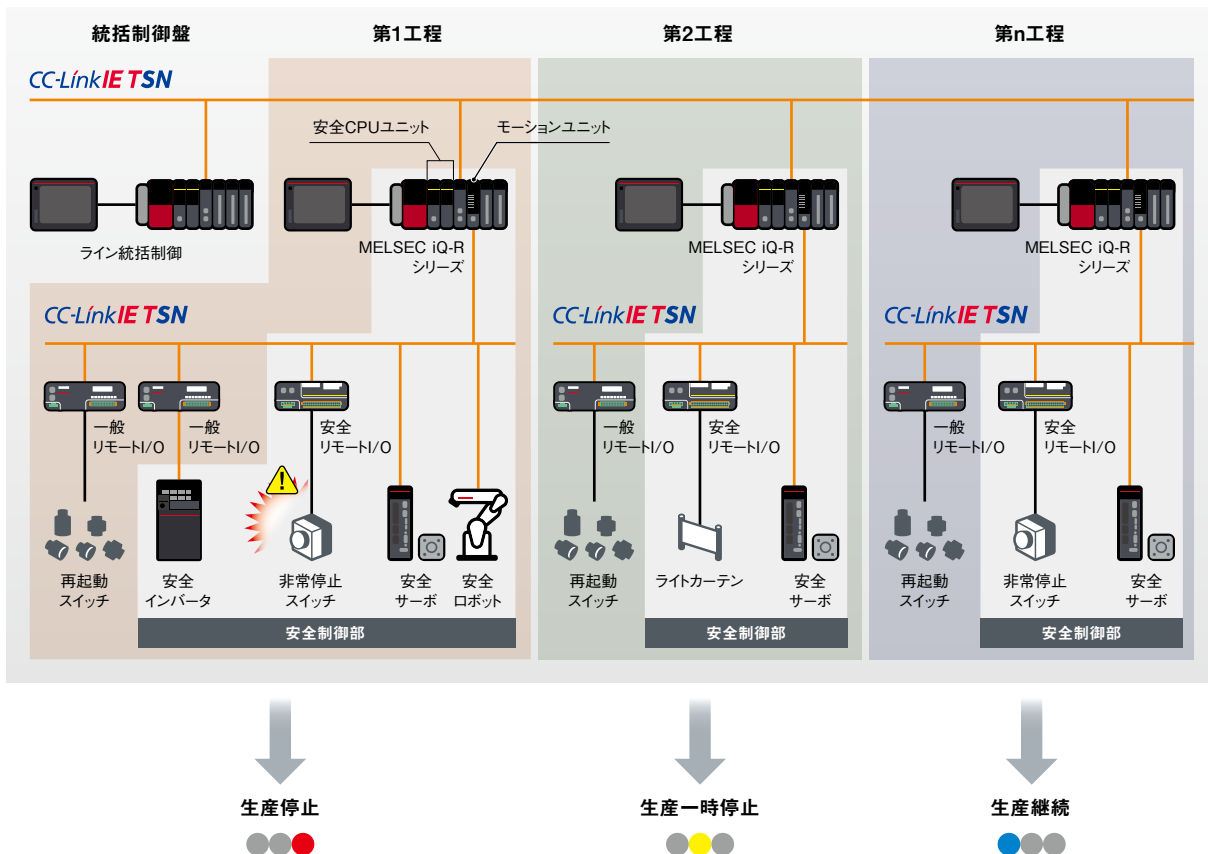 統括制御盤
第1工程
第2工程
第n工程
CC-Link IE TSN
安全CPUユニット
モーションユニット
ライン統括制御
MELSEC iQ-R
シリーズ
MELSEC iQ-R
シリーズ
MELSEC iQ-R
シリーズ
CC-Link IE TSN
CC-Link IE TSN
CC-Link IE TSN
一般
リモートI/O
一般
リモートI/O
安全
リモートI/O
一般
リモートI/O
安全
リモートI/O
一般
リモートI/O
安全
リモートI/O
再起動
スイッチ
安全
インバータ
非常停止
スイッチ
安全
サーボ
安全
ロボット
再起動
スイッチ
ライトカーテン
安全
サーボ
再起動
スイッチ
非常停止
スイッチ
安全
サーボ
安全制御部
安全制御部
安全制御部
生産停止
生産一時停止
生産継続